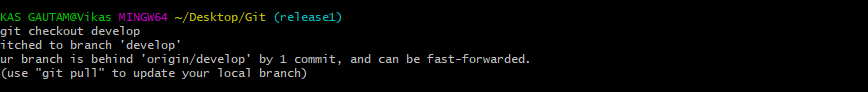 KAS GAUTAM@Vikas MINGW64 ~/Desktop/Git (release1)
git checkout develop
itched to branch 'develop'
ur branch is behind 'origin/develop' by 1 commit, and can be fast-forwarded.
(use "git pull" to update your local branch)